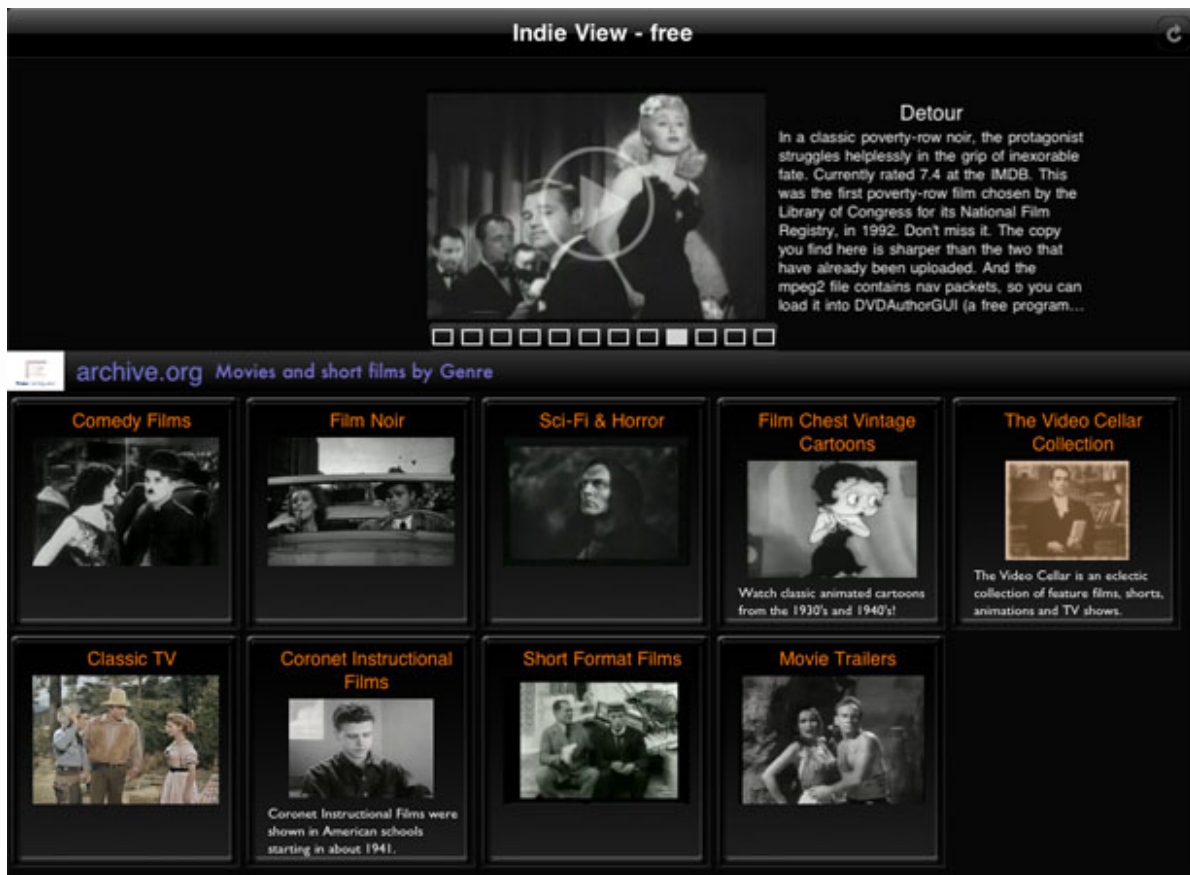 Indie View - free
Detour
In a classic poverty-row noir, the protagonist
struggles helplessly in the grip of inexorable
fate. Currently rated 7.4 at the IMDB. This
was the first poverty-row film chosen by the
Library of Congress for its National Film
Registry, in 1992. Don't miss it. The copy
you find here is sharper than the two that
have already been uploaded. And the
mpeg2 file contains nav packets, so you can
load it into DVDAuthorGUI (a free program...
archive.org Movies and short films by Genre
Comedy Films
Film Noir
Sci-Fi & Horror
Film Chest Vintage
Cartoons
Watch classic animated cartoons
from the 1930's and 1940's!
The Video Cellar
Collection
The Video Cellar is an eclectic
collection of feature films, shorts,
animations and TV shows.
Classic TV
Coronet Instructional
Films
Coronet Instructional Films were
shown in American schools
starting in about 1941.
Short Format Films
Movie Trailers